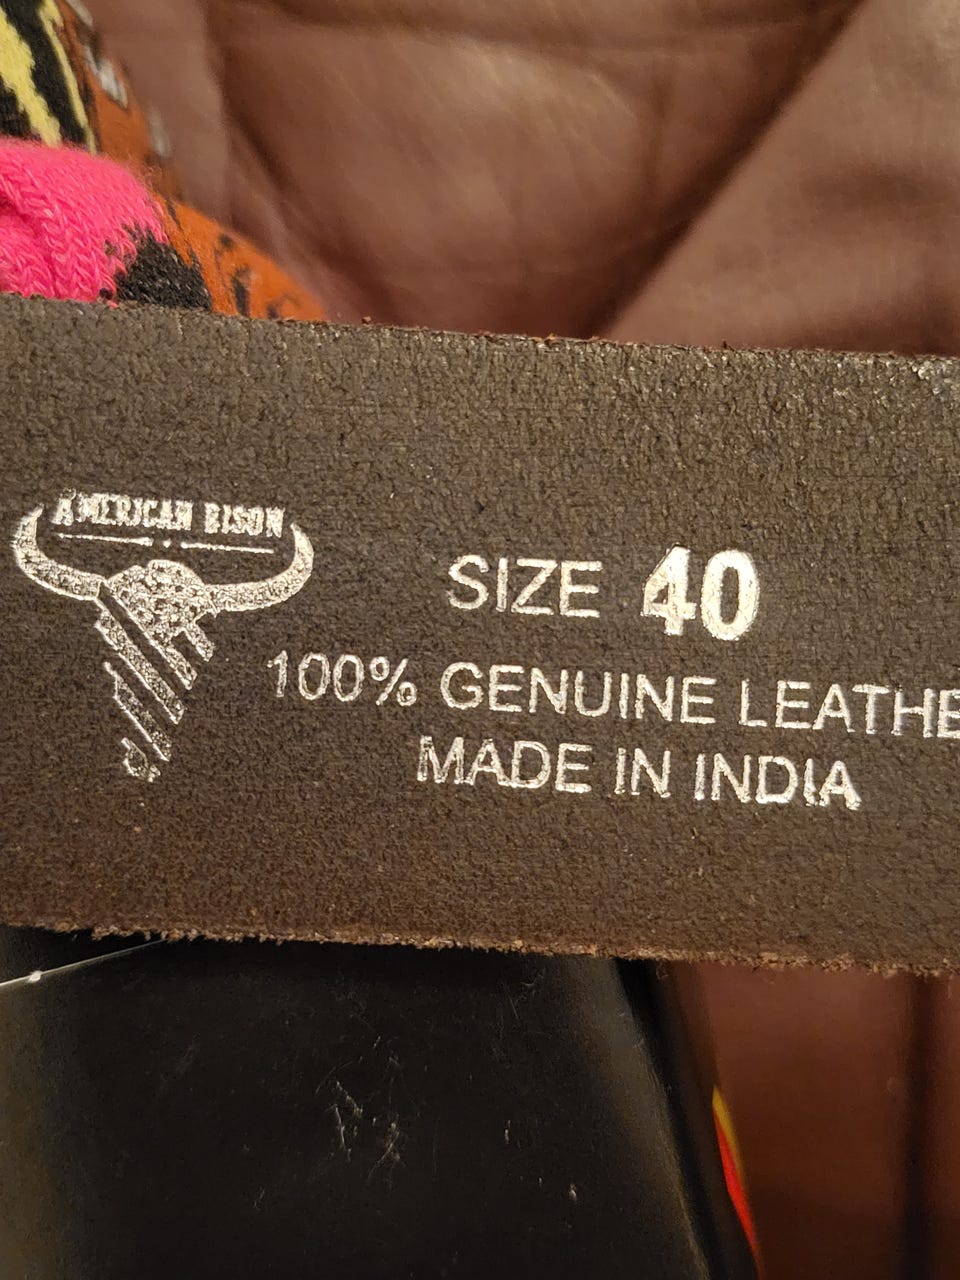 AMERICAN BISON
SIZE 40
100% GENUINE LEATHE
MADE IN INDIA